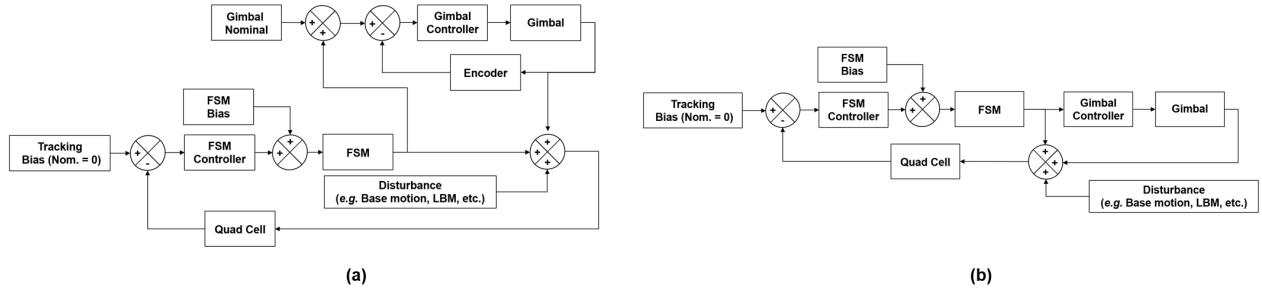 Gimbal
Nominal
+
+
+
-
Gimbal
Controller
Gimbal
Encoder
FSM
Bias
Tracking
Bias (Nom. = 0)
+
-
FSM
Controller
+
+
FSM
+
+
+
Disturbance
(e.g. Base motion, LBM, etc.)
Quad Cell
(a)
FSM
Bias
Tracking
Bias (Nom. = 0)
+
-
FSM
Controller
+
+
FSM
Gimbal
Controller
Gimbal
Quad Cell
+
+
+
Disturbance
(e.g. Base motion, LBM, etc.)
(b)